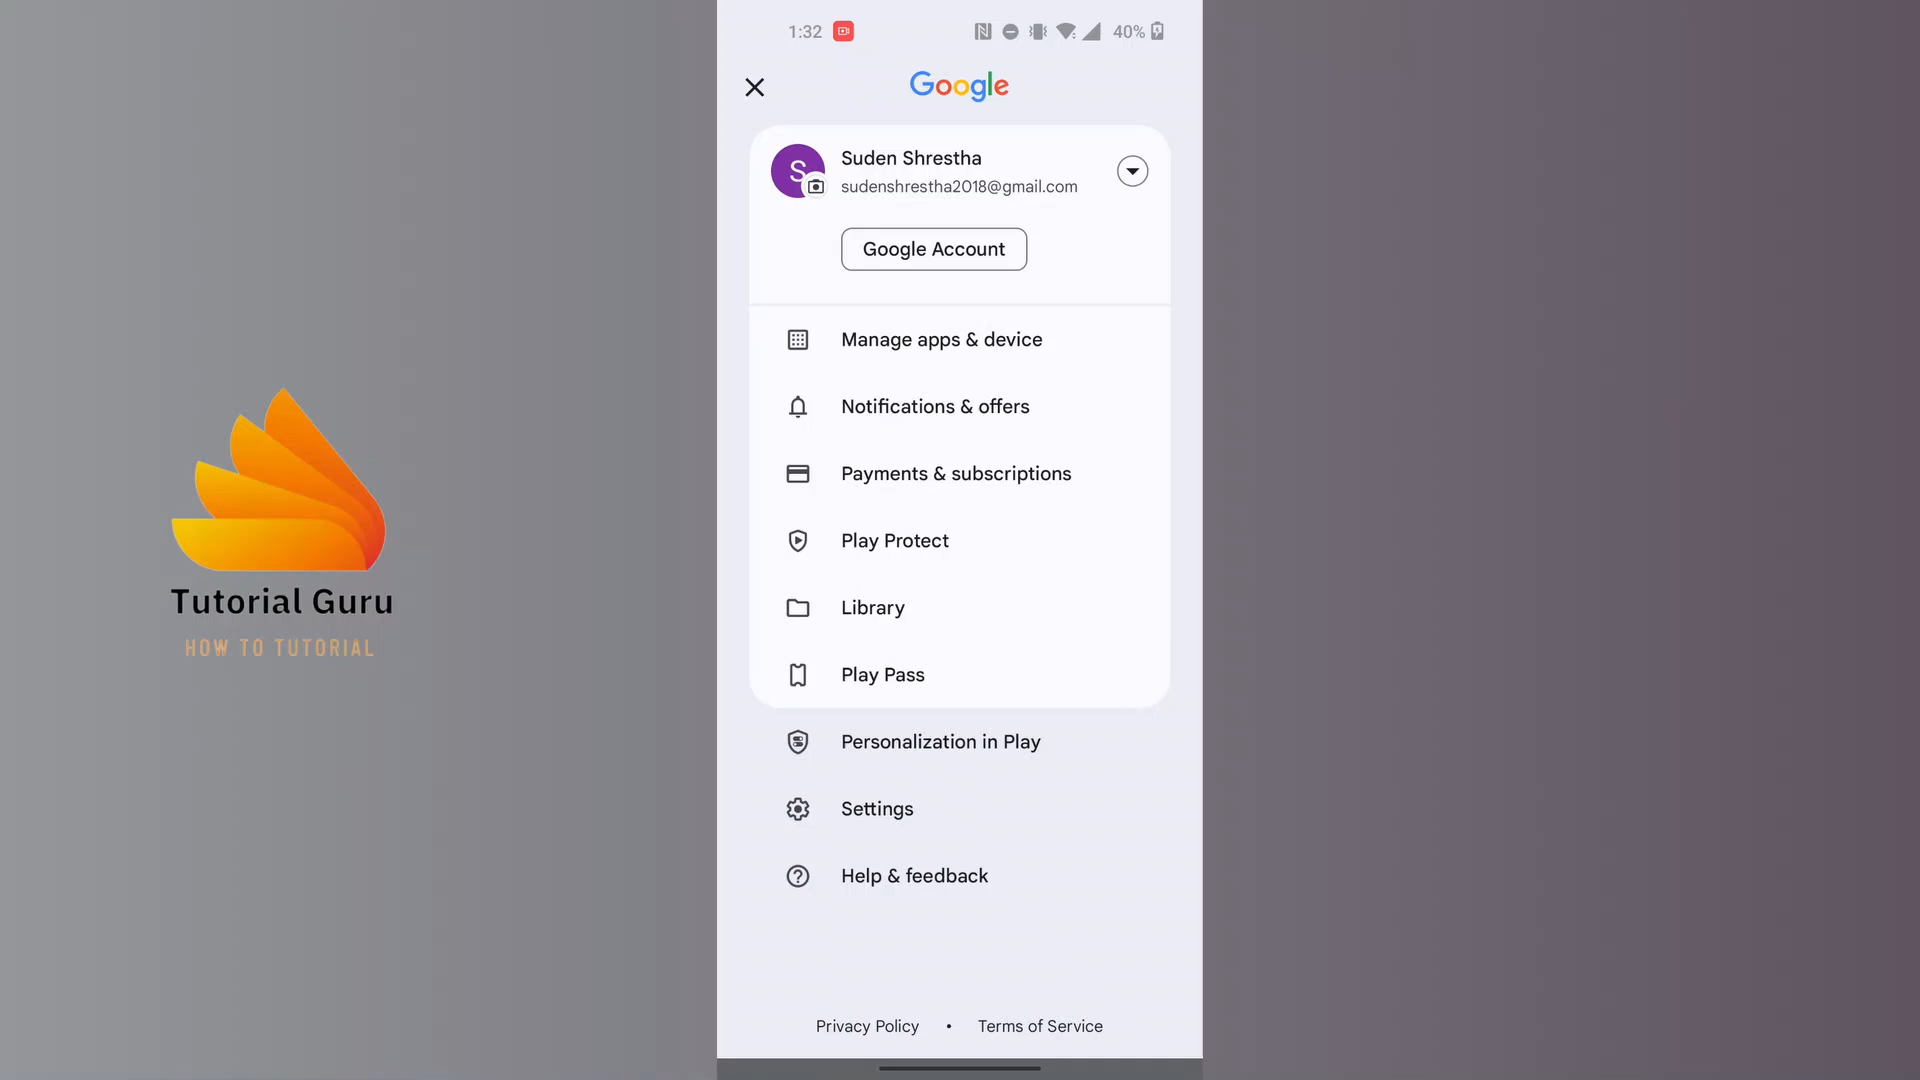 1:32
40%
Google
S
Suden Shrestha
sudenshrestha2018@gmail.com
Google Account
Manage apps & device
Notifications & offers
Payments & subscriptions
Play Protect
Library
Play Pass
Personalization in Play
Settings
Help & feedback
Privacy Policy • Terms of Service
Tutorial Guru
HOW TO TUTORIAL